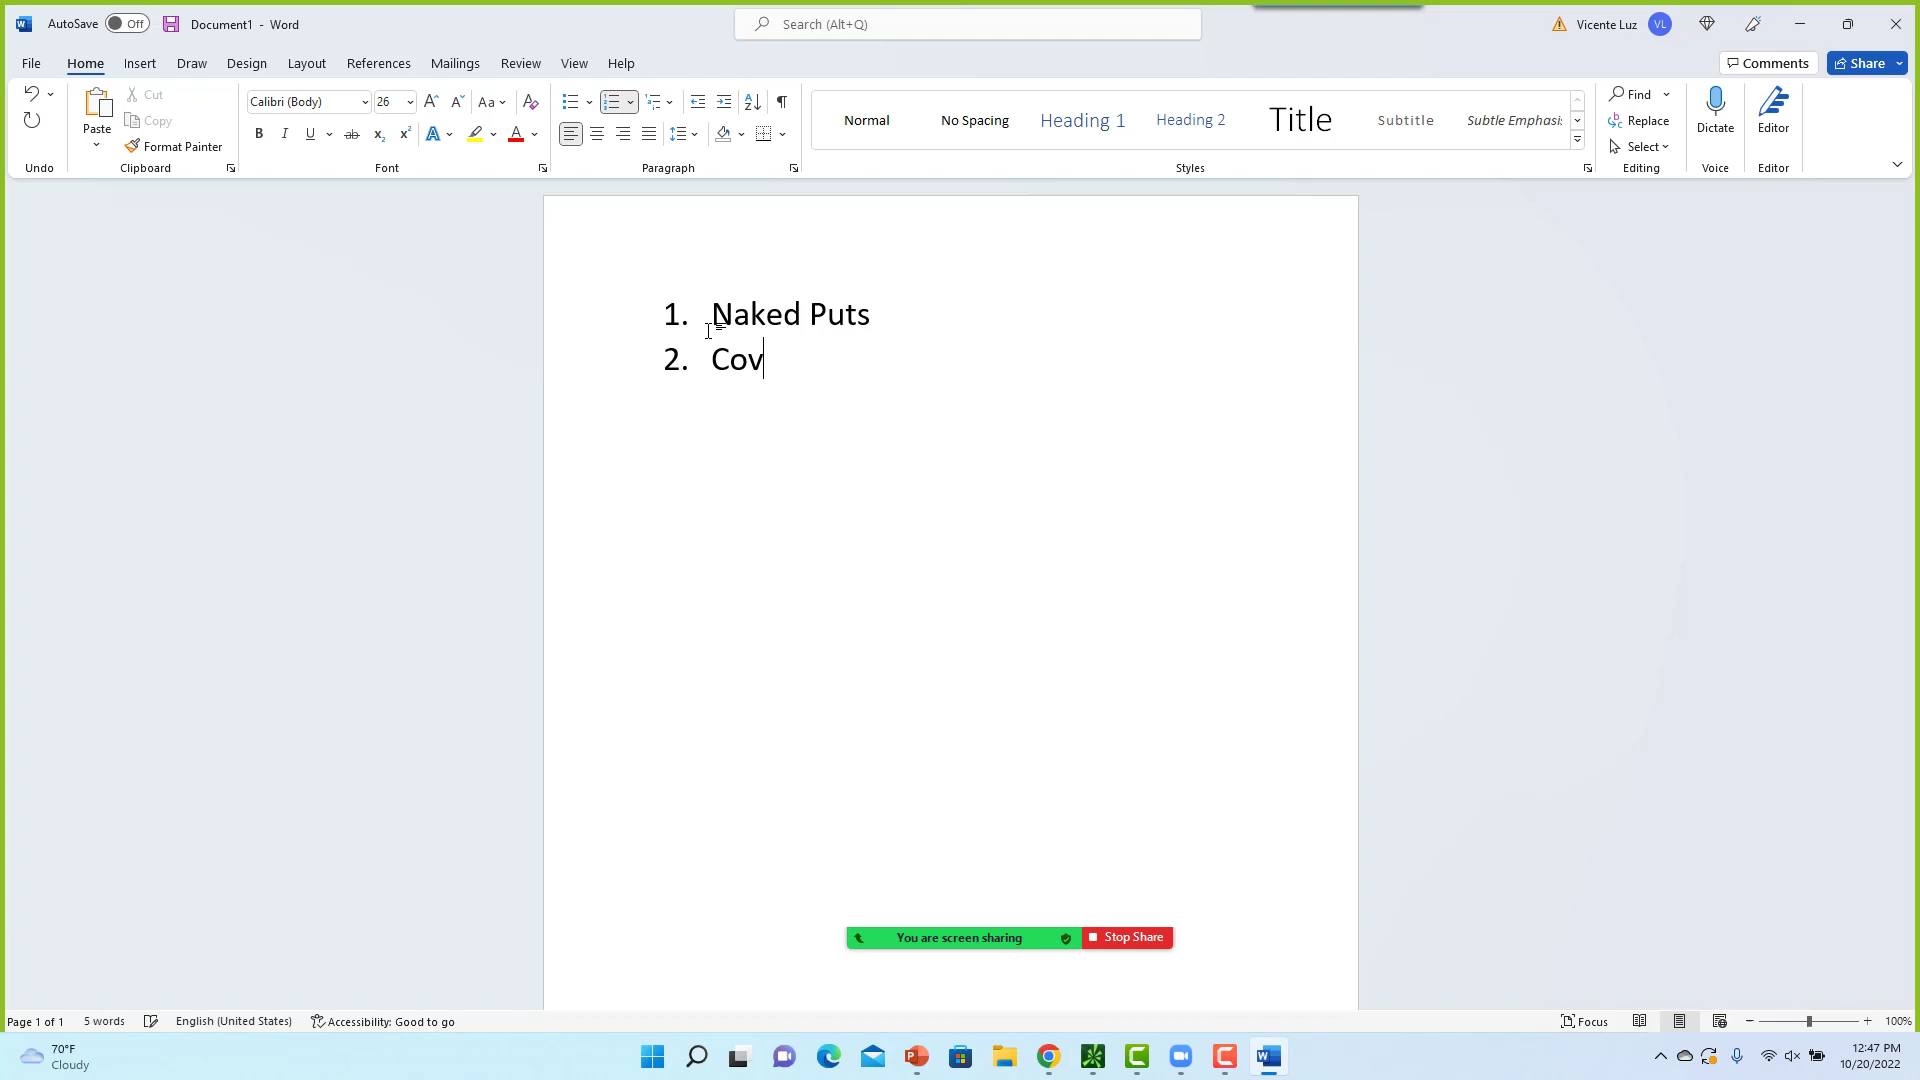 AutoSave Off Document1 - Word Search (Alt+Q) Vicente Luz VL
File Home Insert Draw Design Layout References Mailings Review View Help Comments Share
Paste Cut Copy Format Painter
Calibri (Body) 26 Aa
Normal No Spacing Heading 1 Heading 2 Title Subtitle Subtle Emphasis
Find Replace Select Dictate Editor
Undo Clipboard Font Paragraph Styles Editing Voice Editor
1. Naked Puts
2. Cov
You are screen sharing Stop Share
Page 1 of 1 5 words English (United States) Accessibility: Good to go Focus 100%
70°F
Cloudy
12:47 PM
10/20/2022